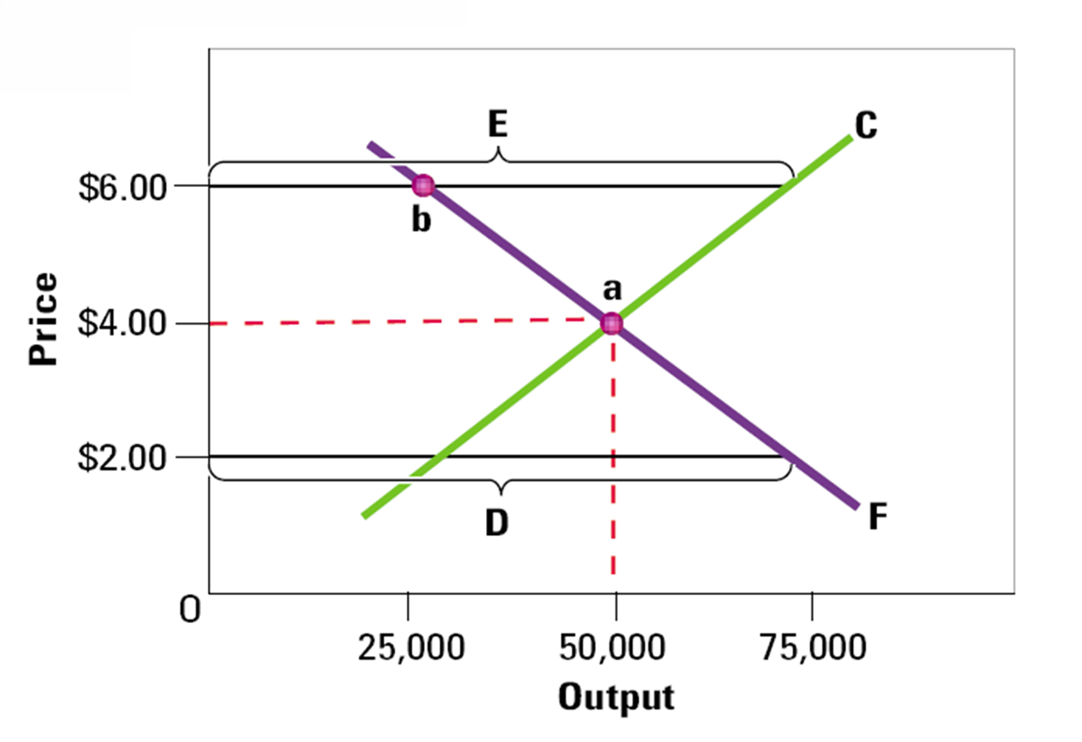 E
C
$6.00
b
a
$4.00
Price
$2.00
D
F
O
25,000
50,000
75,000
Output